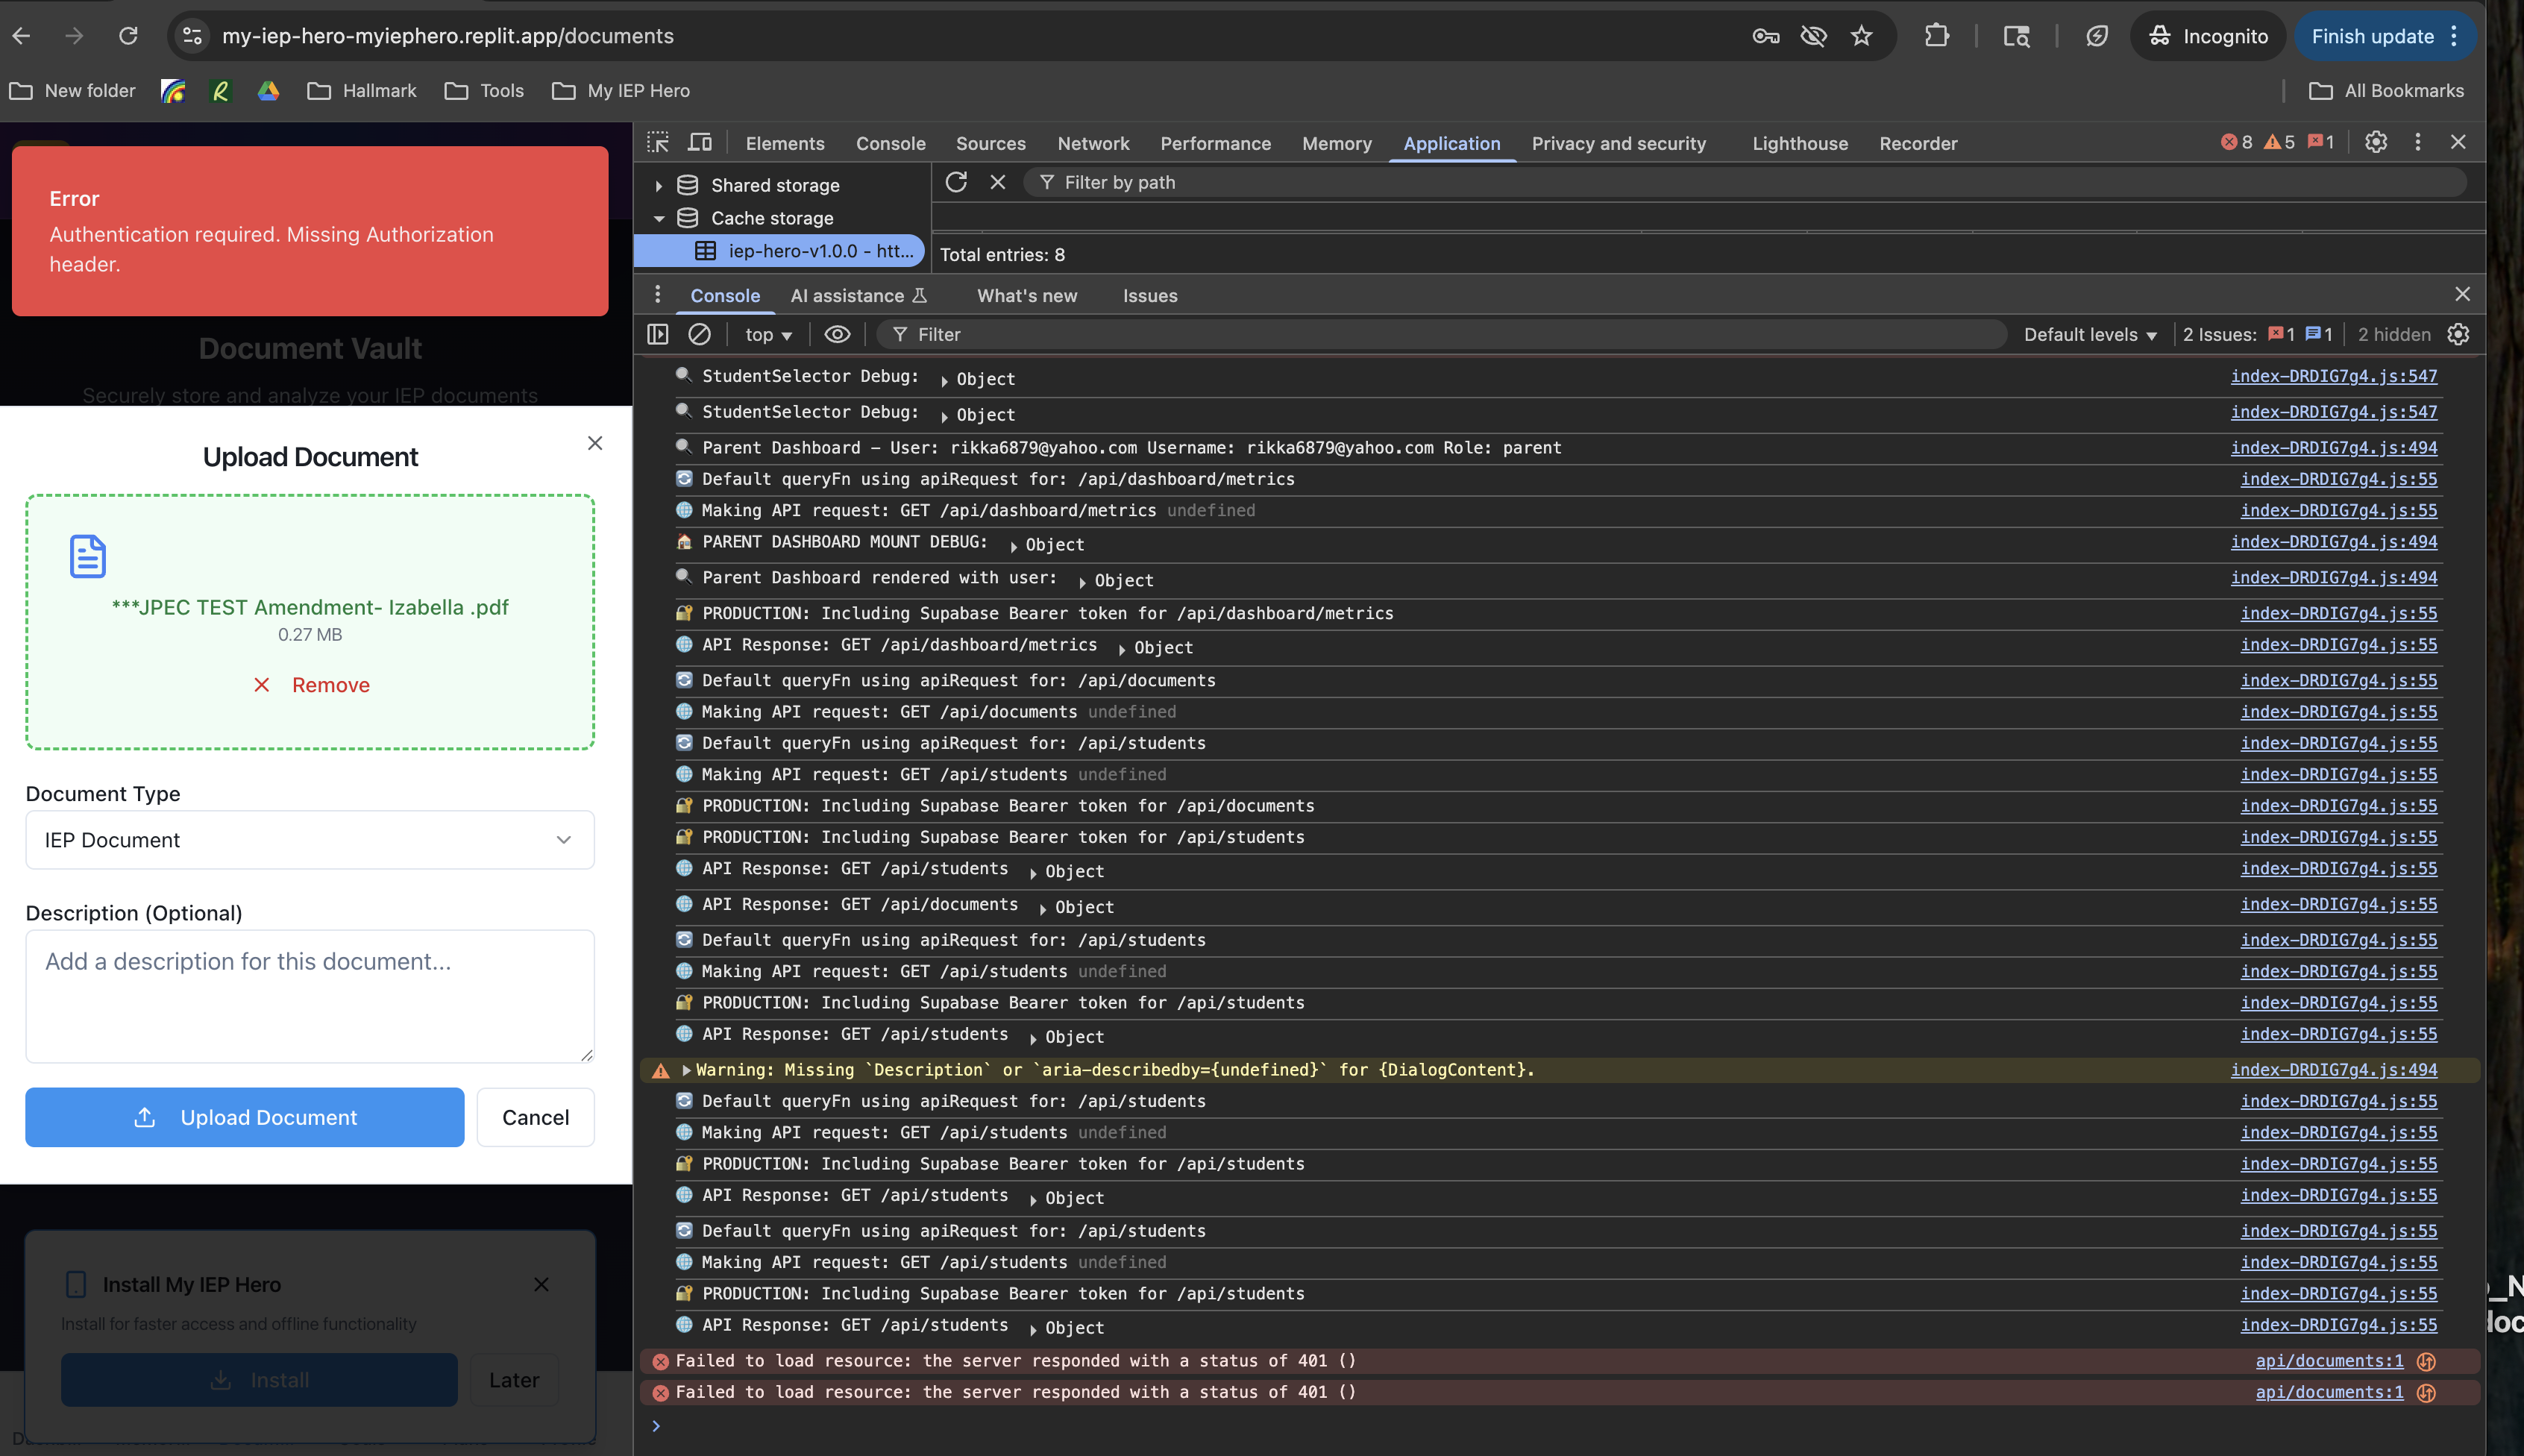 my-iep-hero-myiephero.replit.app/documents
Incognito
Finish update
New folder
Hallmark
Tools
My IEP Hero
All Bookmarks
Error
Authentication required. Missing Authorization
header.
Document Vault
Securely store and analyze your IEP documents
Upload Document
***JPEC TEST Amendment- Izabella .pdf
0.27 MB
Remove
Document Type
IEP Document
Description (Optional)
Add a description for this document...
Upload Document
Cancel
Install My IEP Hero
Install for faster access and offline functionality
Install
Later
Elements Console Sources Network Performance Memory Application Privacy and security Lighthouse Recorder
8 5 1
Shared storage
Cache storage
iep-hero-v1.0.0 - htt...
Filter by path
Total entries: 8
Console AI assistance What's new Issues
top
Filter
Default levels
2 Issues: 1 1
2 hidden
StudentSelector Debug: Object index-DRDIG7g4.js:547
StudentSelector Debug: Object index-DRDIG7g4.js:547
Parent Dashboard – User: rikka6879@yahoo.com Username: rikka6879@yahoo.com Role: parent index-DRDIG7g4.js:494
Default queryFn using apiRequest for: /api/dashboard/metrics index-DRDIG7g4.js:55
Making API request: GET /api/dashboard/metrics undefined index-DRDIG7g4.js:55
PARENT DASHBOARD MOUNT DEBUG: Object index-DRDIG7g4.js:494
Parent Dashboard rendered with user: Object index-DRDIG7g4.js:494
PRODUCTION: Including Supabase Bearer token for /api/dashboard/metrics index-DRDIG7g4.js:55
API Response: GET /api/dashboard/metrics Object index-DRDIG7g4.js:55
Default queryFn using apiRequest for: /api/documents index-DRDIG7g4.js:55
Making API request: GET /api/documents undefined index-DRDIG7g4.js:55
Default queryFn using apiRequest for: /api/students index-DRDIG7g4.js:55
Making API request: GET /api/students undefined index-DRDIG7g4.js:55
PRODUCTION: Including Supabase Bearer token for /api/documents index-DRDIG7g4.js:55
PRODUCTION: Including Supabase Bearer token for /api/students index-DRDIG7g4.js:55
API Response: GET /api/students Object index-DRDIG7g4.js:55
API Response: GET /api/documents Object index-DRDIG7g4.js:55
Default queryFn using apiRequest for: /api/students index-DRDIG7g4.js:55
Making API request: GET /api/students undefined index-DRDIG7g4.js:55
PRODUCTION: Including Supabase Bearer token for /api/students index-DRDIG7g4.js:55
API Response: GET /api/students Object index-DRDIG7g4.js:55
Warning: Missing `Description` or `aria-describedby={undefined}` for {DialogContent}. index-DRDIG7g4.js:494
Default queryFn using apiRequest for: /api/students index-DRDIG7g4.js:55
Making API request: GET /api/students undefined index-DRDIG7g4.js:55
PRODUCTION: Including Supabase Bearer token for /api/students index-DRDIG7g4.js:55
API Response: GET /api/students Object index-DRDIG7g4.js:55
Default queryFn using apiRequest for: /api/students index-DRDIG7g4.js:55
Making API request: GET /api/students undefined index-DRDIG7g4.js:55
PRODUCTION: Including Supabase Bearer token for /api/students index-DRDIG7g4.js:55
API Response: GET /api/students Object index-DRDIG7g4.js:55
Failed to load resource: the server responded with a status of 401 () api/documents:1
Failed to load resource: the server responded with a status of 401 () api/documents:1